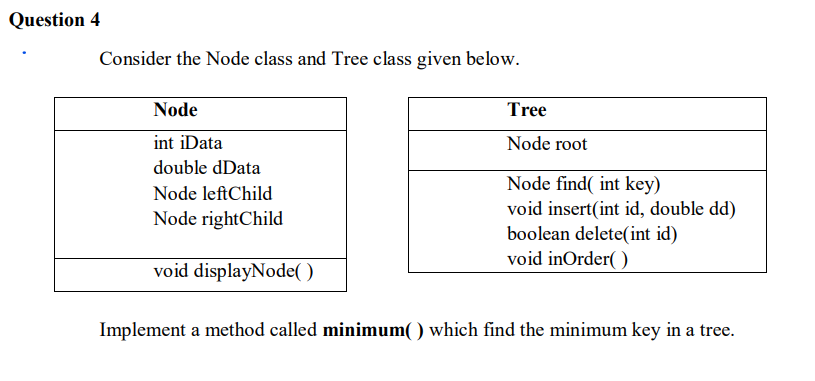 Question 4
Consider the Node class and Tree class given below.
Node
int iData
double dData
Node leftChild
Node rightChild
void displayNode( )
Tree
Node root
Node find( int key)
void insert(int id, double dd)
boolean delete(int id)
void inOrder( )
Implement a method called minimum( ) which find the minimum key in a tree.